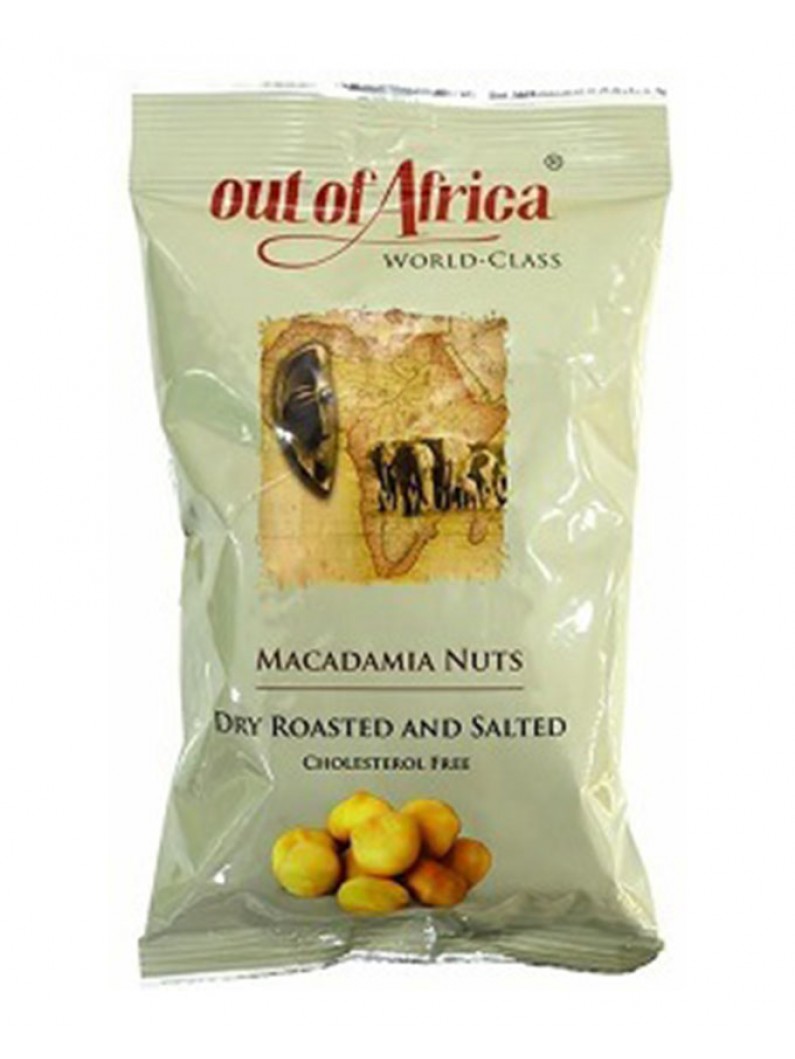 out of Africa®
WORLD-CLASS
MACADAMIA NUTS
DRY ROASTED AND SALTED
CHOLESTEROL FREE